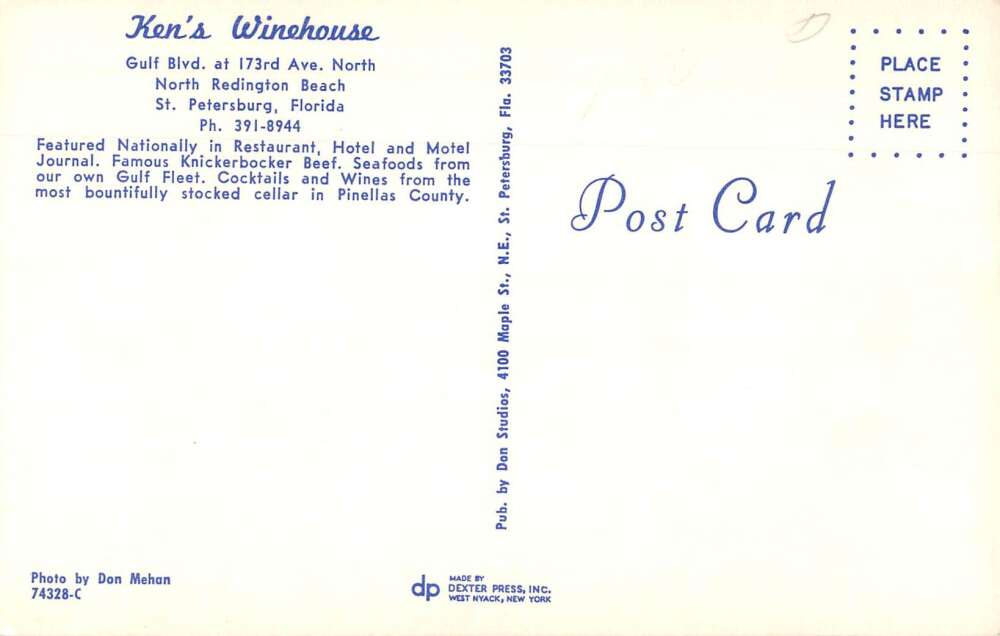 Ken's Winehouse
Gulf Blvd. at 173rd Ave. North
North Redington Beach
St. Petersburg, Florida
Ph. 391-8944
Featured Nationally in Restaurant, Hotel and Motel
Journal. Famous Knickerbocker Beef. Seafoods from
our own Gulf Fleet. Cocktails and Wines from the
most bountifully stocked cellar in Pinellas County.
Photo by Don Mehan
74328-C
Pub. by Don Studios, 4100 Maple St., N.E., St. Petersburg, Fla. 33703
dp
MADE BY
DEXTER PRESS, INC.
WEST NYACK, NEW YORK
PLACE
STAMP
HERE
Post Card